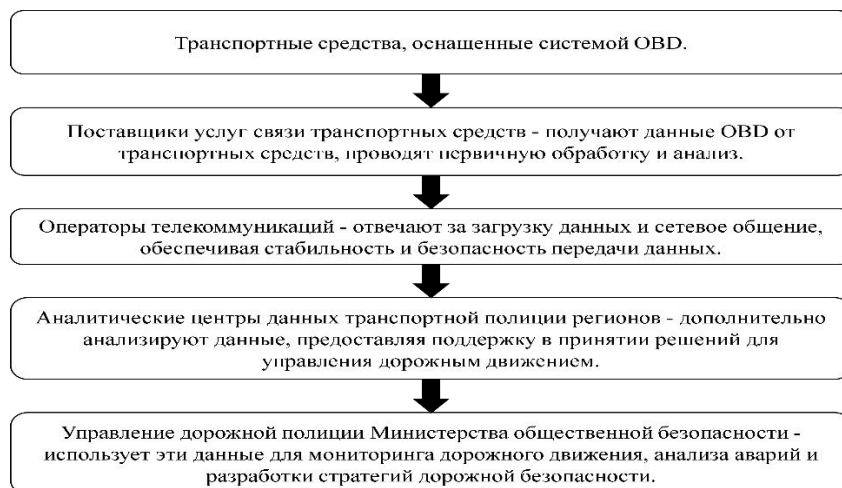 Транспортные средства, оснащенные системой OBD.
Поставщики услуг связи транспортных средств - получают данные OBD от
транспортных средств, проводят первичную обработку и анализ.
Операторы телекоммуникаций - отвечают за загрузку данных и сетевое общение,
обеспечивая стабильность и безопасность передачи данных.
Аналитические центры данных транспортной полиции регионов - дополнительно
анализируют данные, предоставляя поддержку в принятии решений для
управления дорожным движением.
Управление дорожной полиции Министерства общественной безопасности -
использует эти данные для мониторинга дорожного движения, анализа аварий и
разработки стратегий дорожной безопасности.